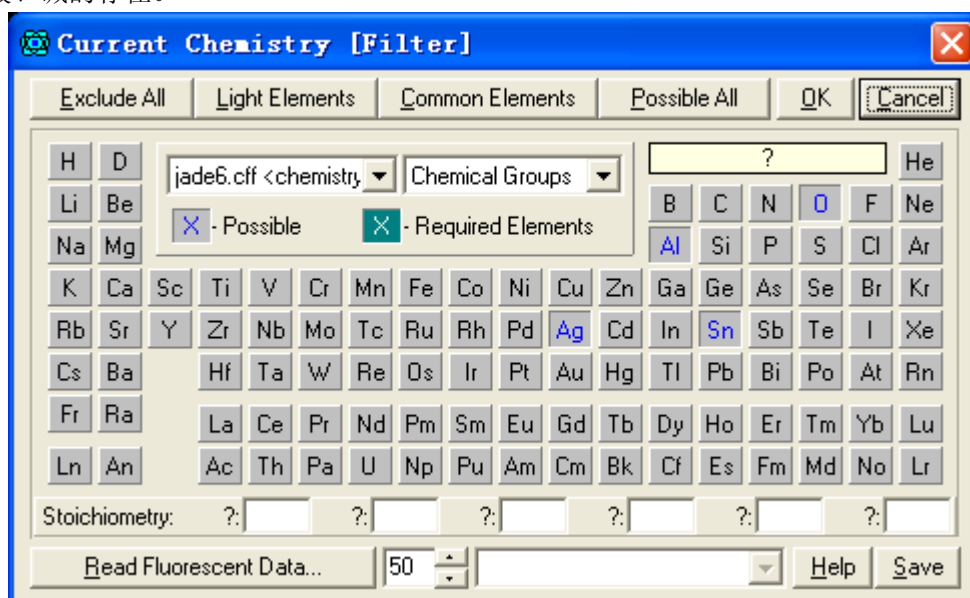 的存在。
Current Chemistry [Filter]
Exclude All Light Elements Common Elements Possible All OK Cancel
H D jade6.cff <chemistry Chemical Groups ? He
Li Be X - Possible X - Required Elements B C N O F Ne
Na Mg Al Si P S Cl Ar
K Ca Sc Ti V Cr Mn Fe Co Ni Cu Zn Ga Ge As Se Br Kr
Rb Sr Y Zr Nb Mo Tc Ru Rh Pd Ag Cd In Sn Sb Te I Xe
Cs Ba Hf Ta W Re Os Ir Pt Au Hg Tl Pb Bi Po At Rn
Fr Ra La Ce Pr Nd Pm Sm Eu Gd Tb Dy Ho Er Tm Yb Lu
Ln An Ac Th Pa U Np Pu Am Cm Bk Cf Es Fm Md No Lr
Stoichiometry: ?: ?: ?: ?: ?: ?:
Read Fluorescent Data... 50 Help Save